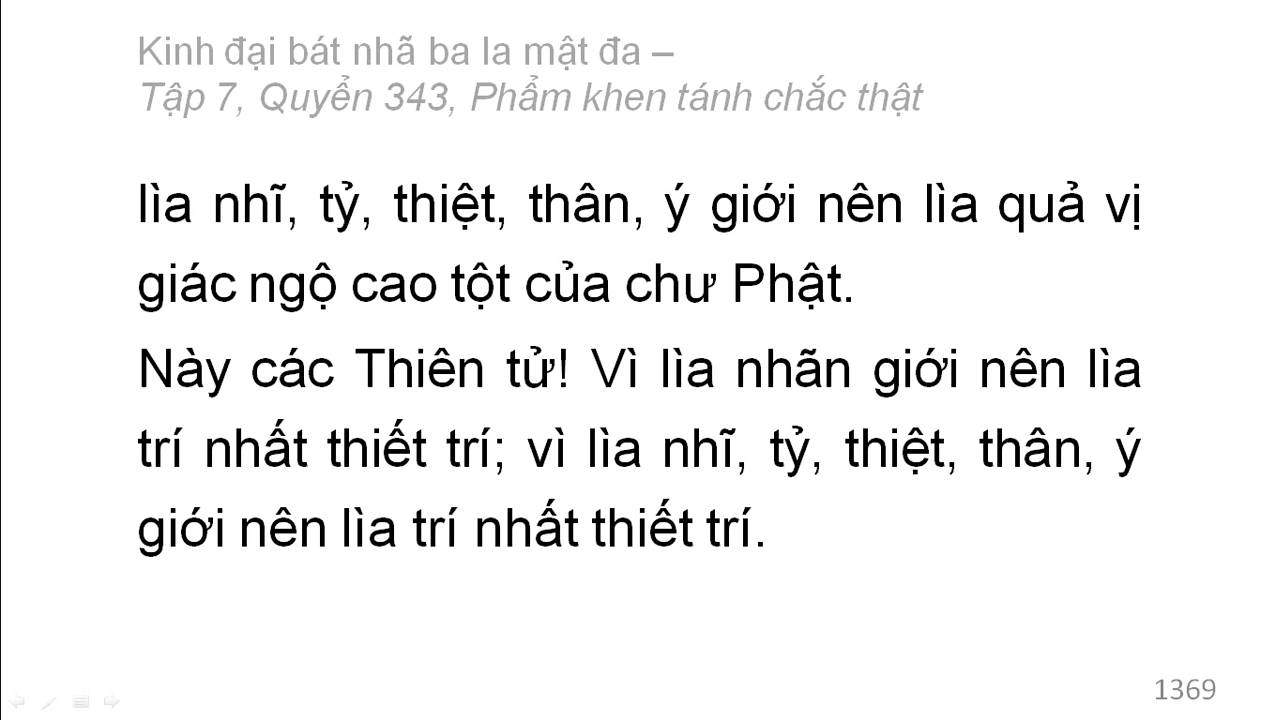 Kinh đại bát nhã ba la mật đa –
Tập 7, Quyển 343, Phẩm khen tánh chắc thật
lìa nhĩ, tỷ, thiệt, thân, ý giới nên lìa quả vị
giác ngộ cao tột của chư Phật.
Này các Thiên tử! Vì lìa nhãn giới nên lìa
trí nhất thiết trí; vì lìa nhĩ, tỷ, thiệt, thân, ý
giới nên lìa trí nhất thiết trí.
1369